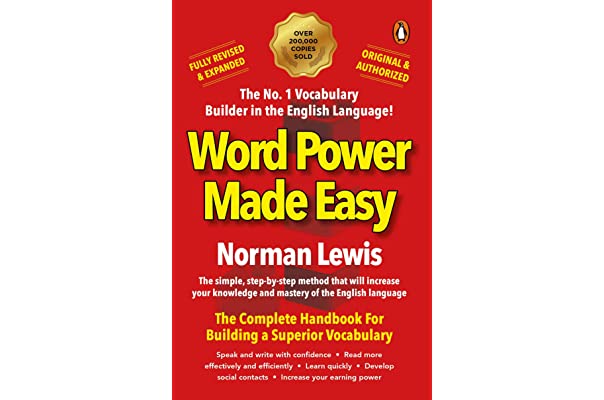 OVER
200,000
COPIES
SOLD
FULLY REVISED
& EXPANDED
ORIGINAL &
AUTHORIZED
The No. 1 Vocabulary
Builder in the English Language!
Word Power
Made Easy
Norman Lewis
The simple, step-by-step method that will increase
your knowledge and mastery of the English language
The Complete Handbook For
Building a Superior Vocabulary
Speak and write with confidence • Read more
effectively and efficiently • Learn quickly • Develop
social contacts • Increase your earning power